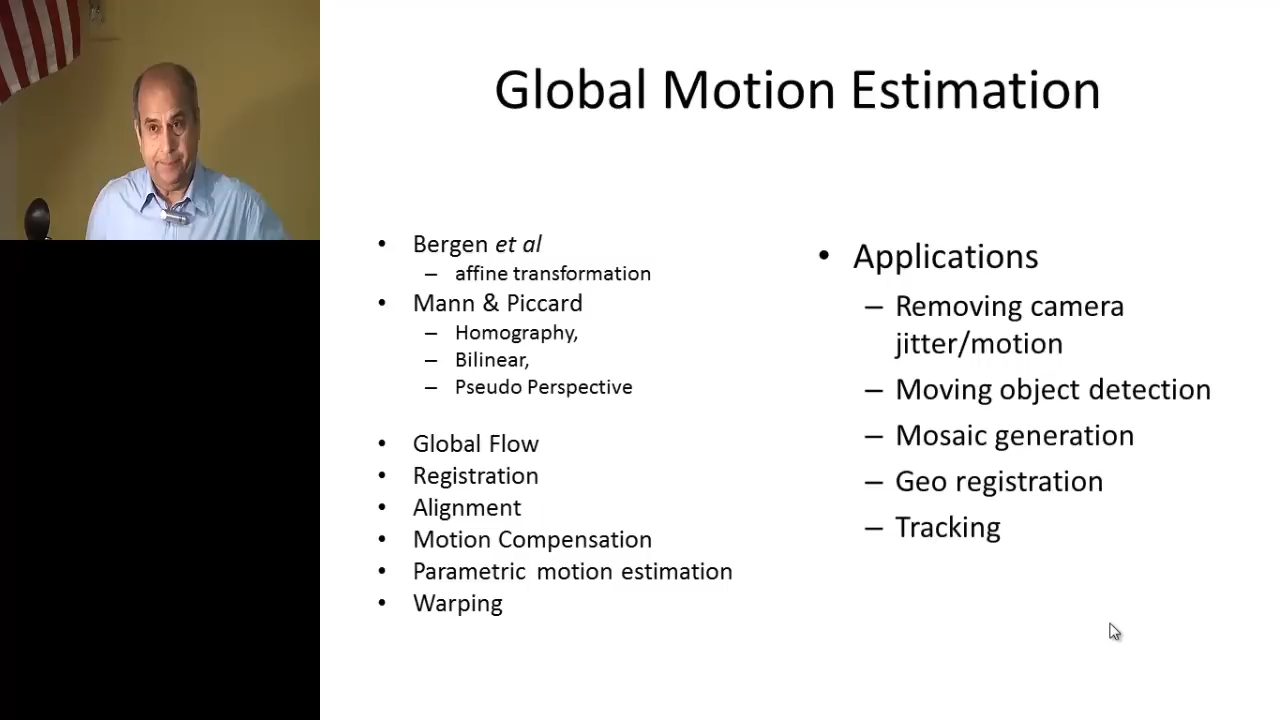 Global Motion Estimation
• Bergen et al
– affine transformation
• Mann & Piccard
– Homography,
– Bilinear,
– Pseudo Perspective
• Global Flow
• Registration
• Alignment
• Motion Compensation
• Parametric motion estimation
• Warping
• Applications
– Removing camera
jitter/motion
– Moving object detection
– Mosaic generation
– Geo registration
– Tracking